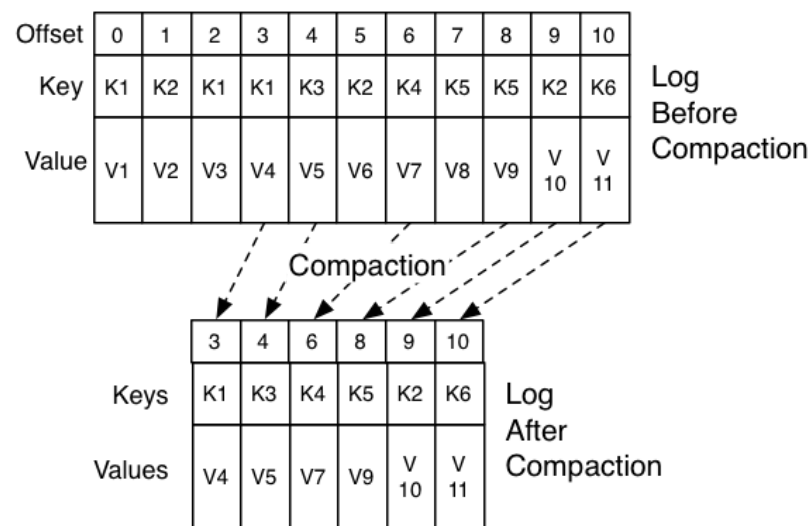 Offset 0 1 2 3 4 5 6 7 8 9 10
Key K1 K2 K1 K1 K3 K2 K4 K5 K5 K2 K6
Value V1 V2 V3 V4 V5 V6 V7 V8 V9 V 10 V 11
Log
Before
Compaction
Compaction
3 4 6 8 9 10
Keys K1 K3 K4 K5 K2 K6
Values V4 V5 V7 V9 V 10 V 11
Log
After
Compaction